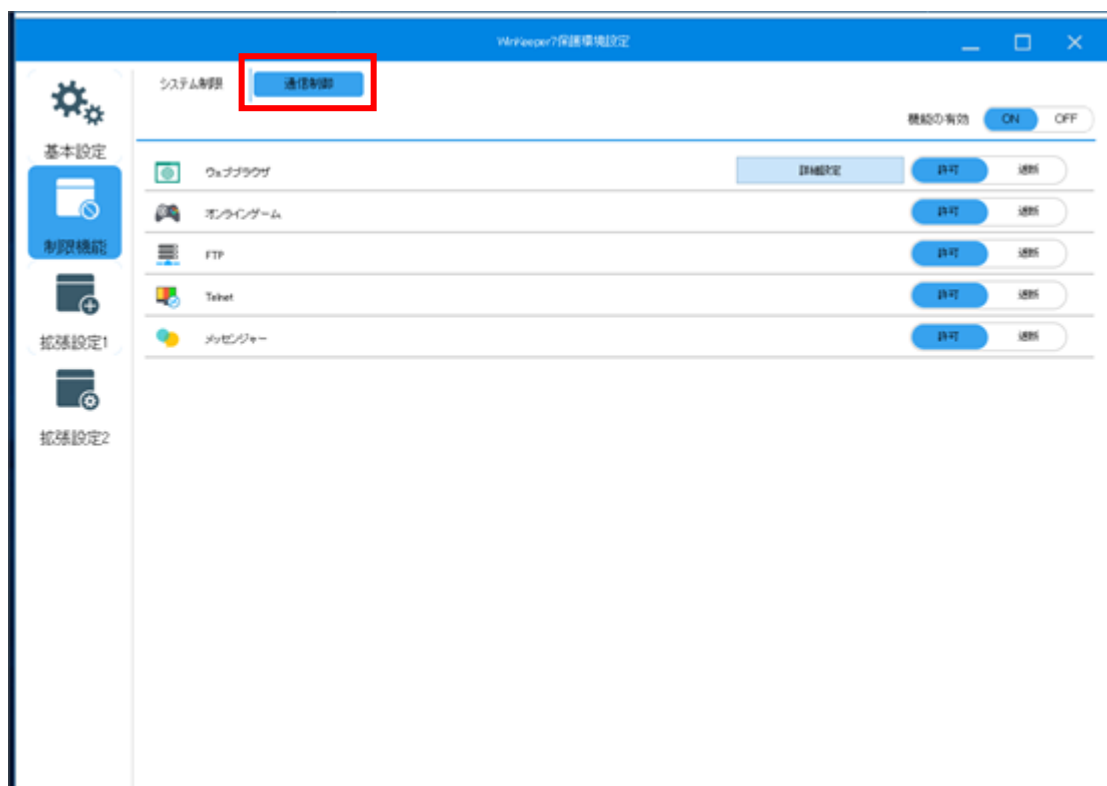 WinKeeper7保護環境設定
システム制限 通信制御
機能の有効 ON OFF
基本設定
制限機能
拡張設定1
拡張設定2
ウェブブラウザ 詳細設定 許可 遮断
オンラインゲーム 許可 遮断
FTP 許可 遮断
Telnet 許可 遮断
メッセンジャー 許可 遮断